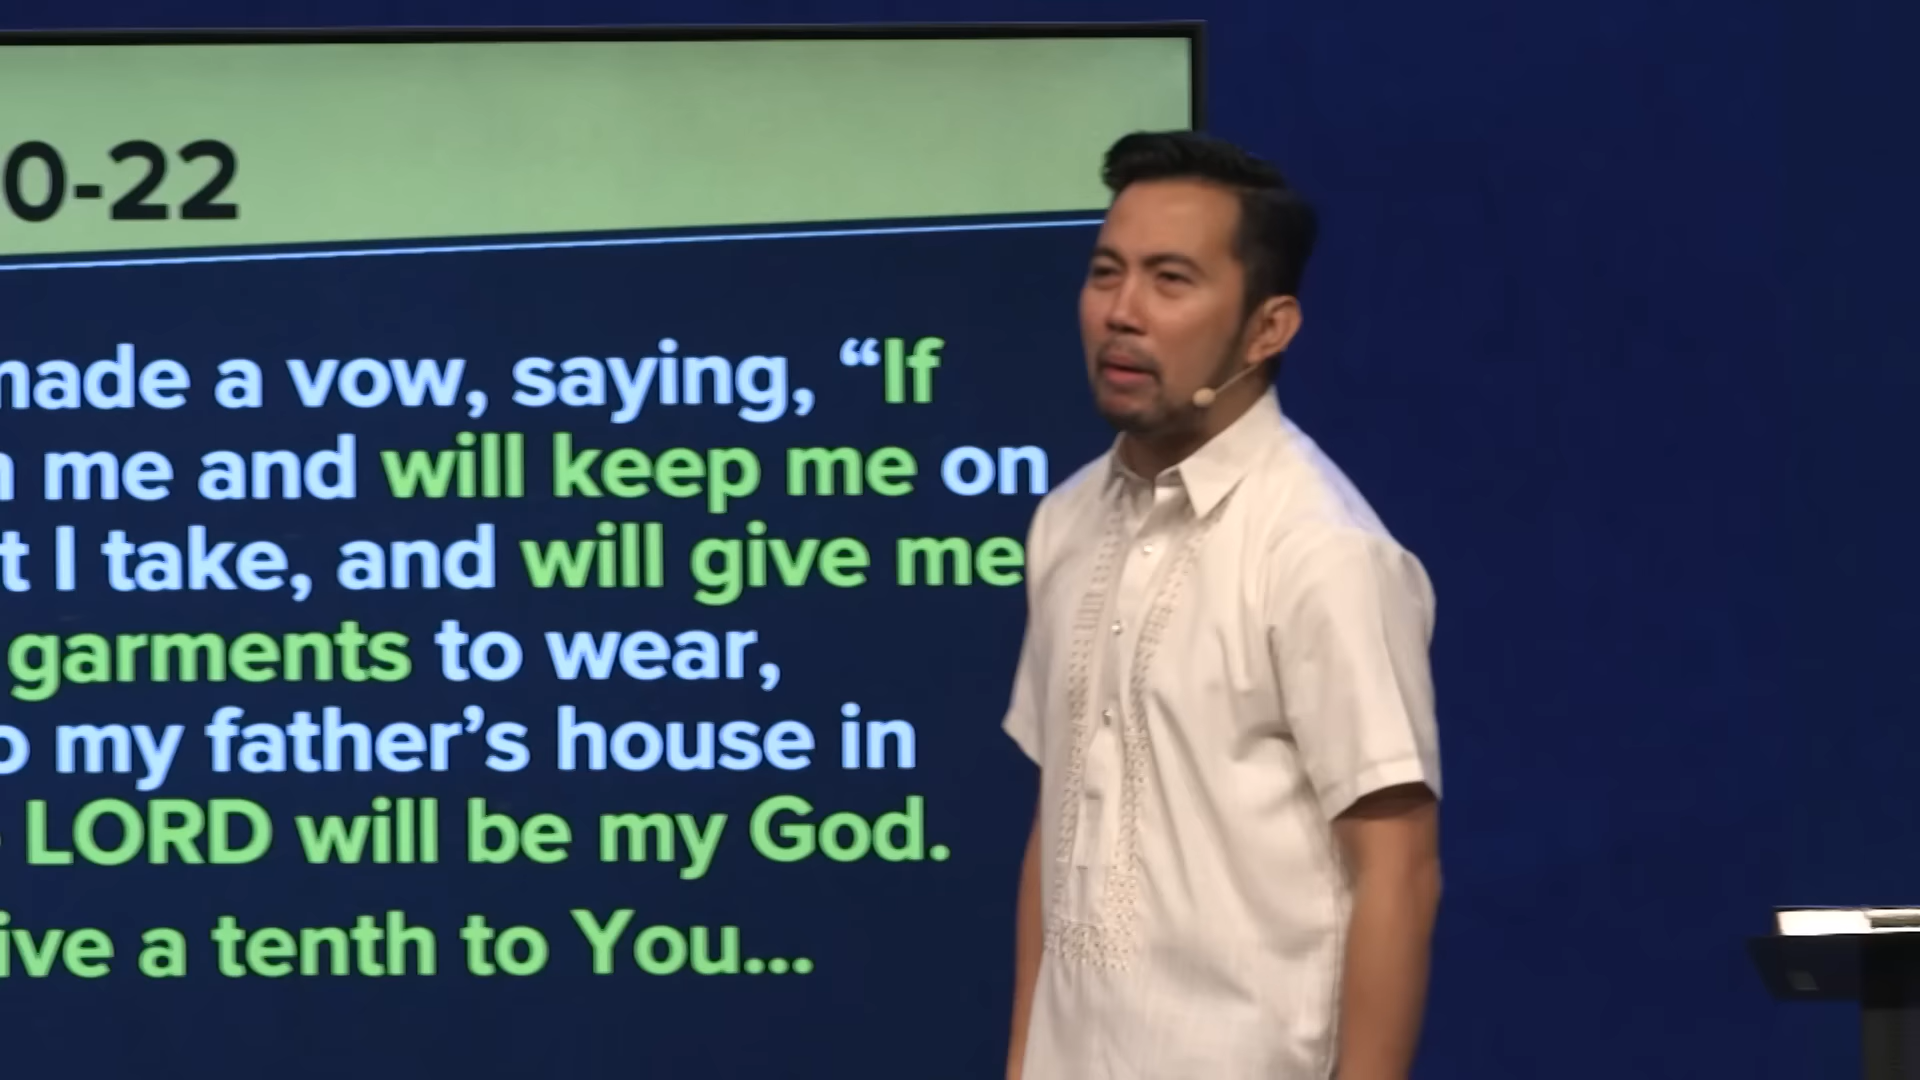 0-22
made a vow, saying, “If
me and will keep me on
t I take, and will give me
garments to wear,
o my father’s house in
LORD will be my God.
ive a tenth to You...